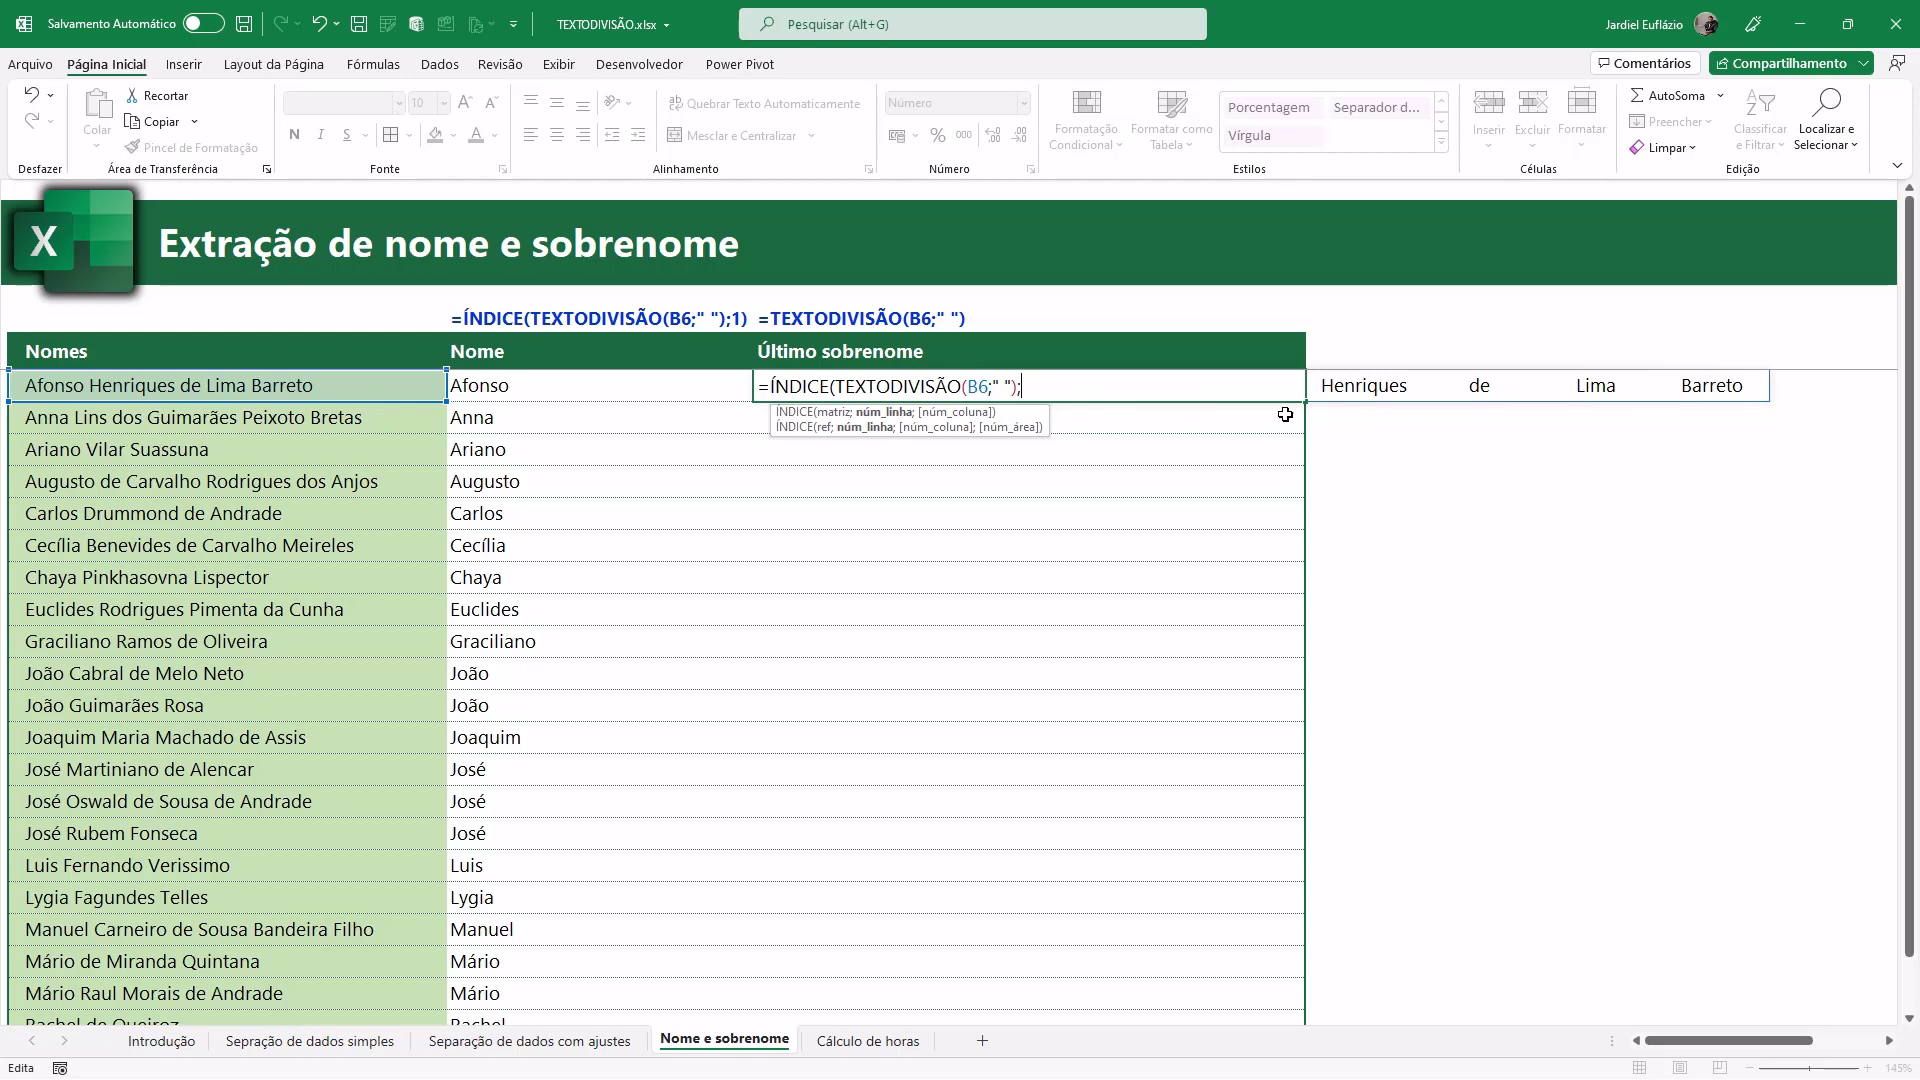 Salvamento Automático
TEXTODIVISÃO.xlsx
Pesquisar (Alt+G)
Jardiel Euflázio
Arquivo
Página Inicial
Inserir
Layout da Página
Fórmulas
Dados
Revisão
Exibir
Desenvolvedor
Power Pivot
Comentários
Compartilhamento
Colar
Recortar
Copiar
Pincel de Formatação
10
N I S
Quebrar Texto Automaticamente
Mesclar e Centralizar
Número
% 000
Formatação Condicional
Formatar como Tabela
Porcentagem
Separador d...
Vírgula
Inserir
Excluir
Formatar
AutoSoma
Preencher
Limpar
Classificar e Filtrar
Localizar e Selecionar
Desfazer
Área de Transferência
Fonte
Alinhamento
Número
Estilos
Células
Edição
X
Extração de nome e sobrenome
=ÍNDICE(TEXTODIVISÃO(B6;" ");1) =TEXTODIVISÃO(B6;" ")
Nomes Nome Último sobrenome
Afonso Henriques de Lima Barreto Afonso =ÍNDICE(TEXTODIVISÃO(B6;" "); Henriques de Lima Barreto
ÍNDICE(matriz; núm_linha; [núm_coluna])
ÍNDICE(ref; núm_linha; [núm_coluna]; [núm_área])
Anna Lins dos Guimarães Peixoto Bretas Anna
Ariano Vilar Suassuna Ariano
Augusto de Carvalho Rodrigues dos Anjos Augusto
Carlos Drummond de Andrade Carlos
Cecília Benevides de Carvalho Meireles Cecília
Chaya Pinkhasovna Lispector Chaya
Euclides Rodrigues Pimenta da Cunha Euclides
Graciliano Ramos de Oliveira Graciliano
João Cabral de Melo Neto João
João Guimarães Rosa João
Joaquim Maria Machado de Assis Joaquim
José Martiniano de Alencar José
José Oswald de Sousa de Andrade José
José Rubem Fonseca José
Luis Fernando Verissimo Luis
Lygia Fagundes Telles Lygia
Manuel Carneiro de Sousa Bandeira Filho Manuel
Mário de Miranda Quintana Mário
Mário Raul Morais de Andrade Mário
Rachel de Queiroz Rachel
Introdução
Sepração de dados simples
Separação de dados com ajustes
Nome e sobrenome
Cálculo de horas
Edita
145%